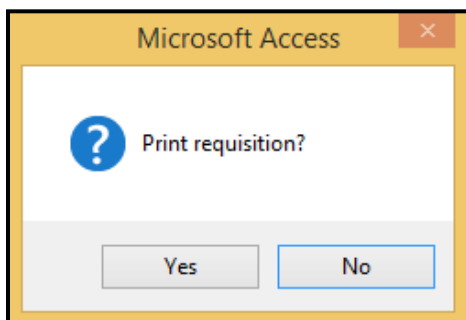 Microsoft Access
Print requisition?
Yes
No